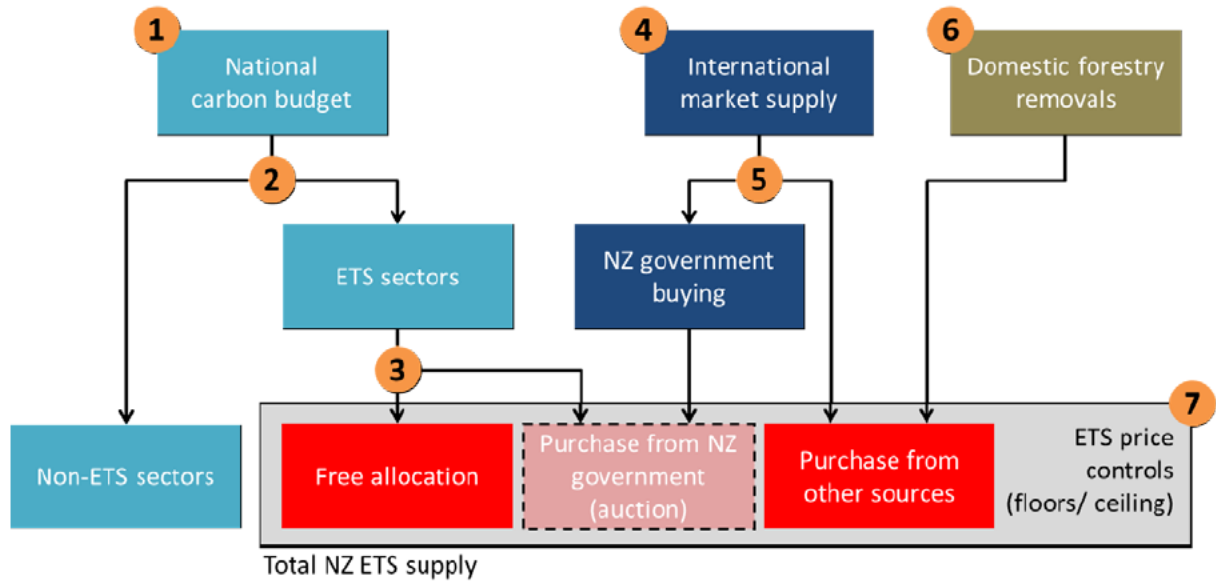 1
National
carbon budget
4
International
market supply
6
Domestic forestry
removals
2
5
ETS sectors
NZ government
buying
3
7
Non-ETS sectors
Free allocation
Purchase from NZ
government
(auction)
Purchase from
other sources
ETS price
controls
(floors/ ceiling)
Total NZ ETS supply